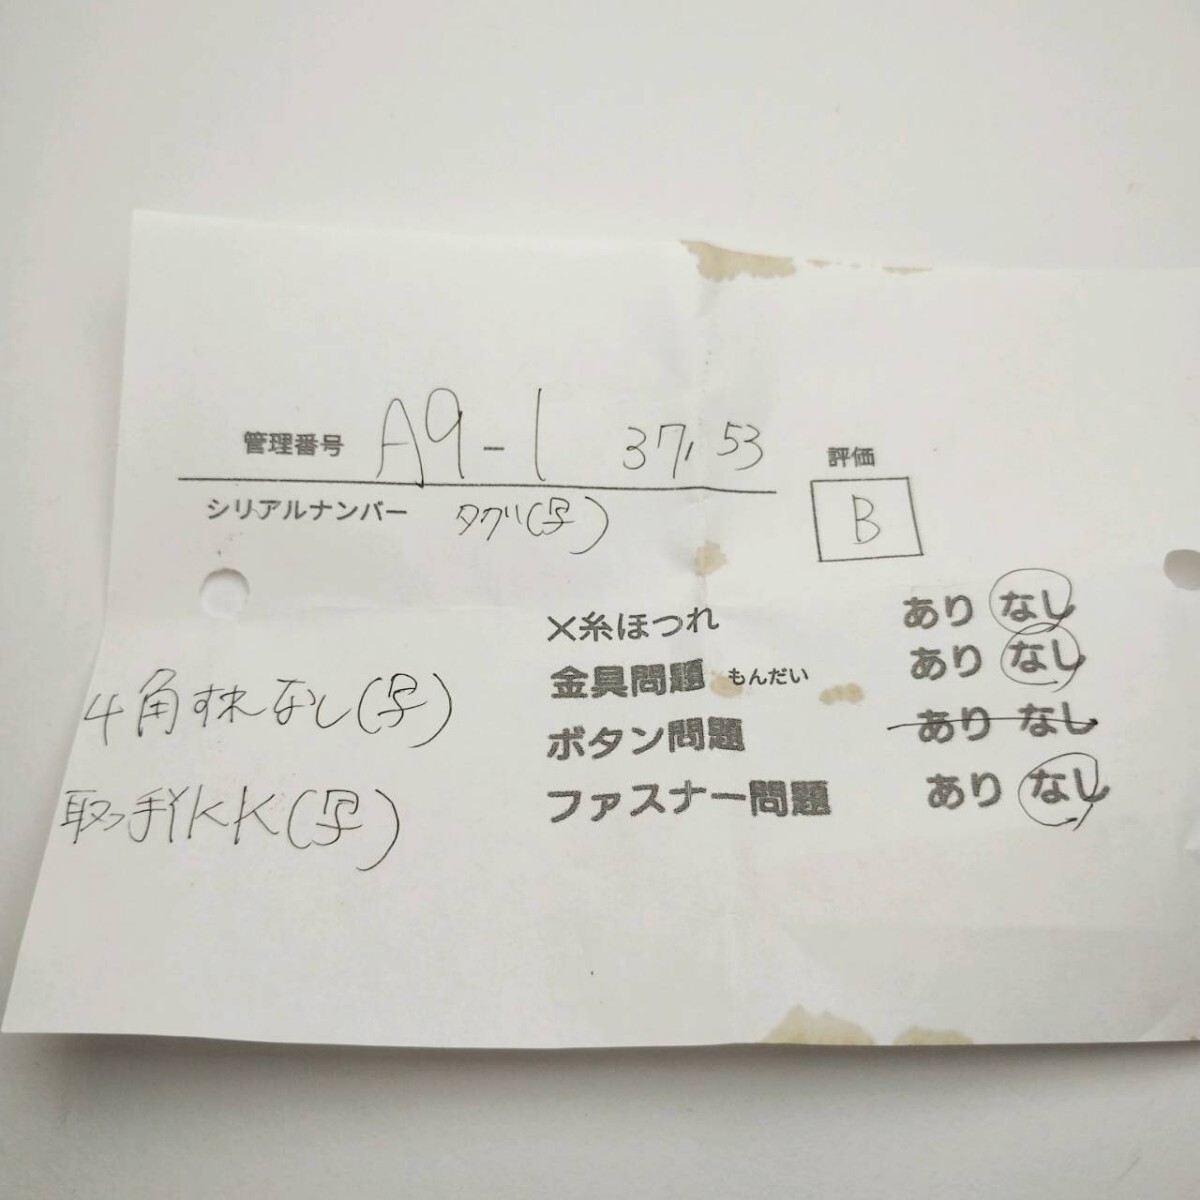 管理番号 A9-1 37,53
評価
シリアルナンバー タグ(写)
B
×糸ほつれ あり なし
金具問題 もんだい あり なし
4角すれなし(写)
ボタン問題 あり なし
取っ手KK(写)
ファスナー問題 あり なし